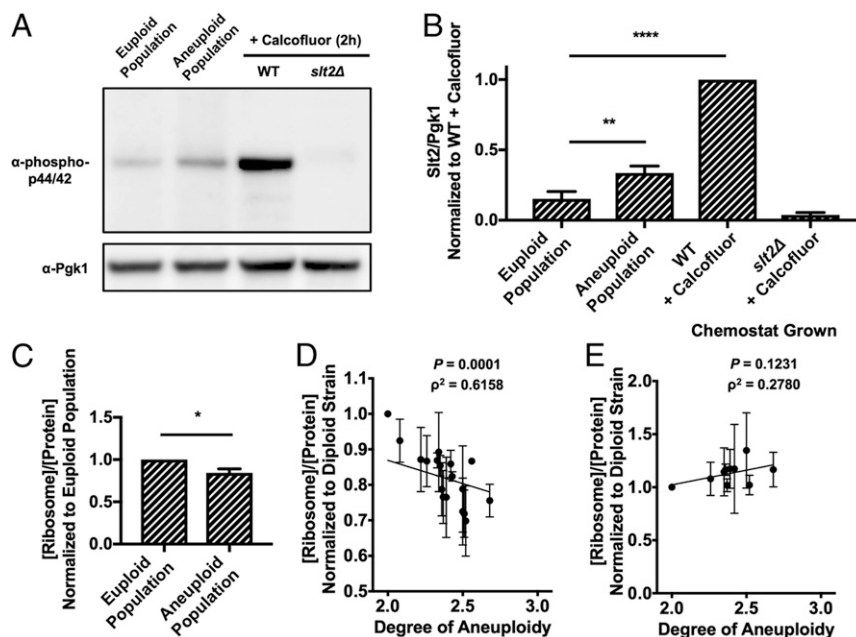 A
Euploid
Population
Aneuploid
Population
+ Calcofluor (2h)
WT
slt2Δ
α-phospho-
p44/42
α-Pgk1
B
Slt2/Pgk1
Normalized to WT + Calcofluor
1.0
0.5
0.0
****
**
Euploid
Population
Aneuploid
Population
WT
+ Calcofluor
slt2Δ
+ Calcofluor
C
[Ribosome]/[Protein]
Normalized to Euploid Population
1.5
1.0
0.5
0.0
*
Euploid
Population
Aneuploid
Population
D
P = 0.0001
ρ² = 0.6158
[Ribosome]/[Protein]
Normalized to Diploid Strain
1.0
0.9
0.8
0.7
0.6
0.5
2.0
2.5
3.0
Degree of Aneuploidy
Chemostat Grown
E
P = 0.1231
ρ² = 0.2780
[Ribosome]/[Protein]
Normalized to Diploid Strain
2.0
1.5
1.0
0.5
0.0
2.0
2.5
3.0
Degree of Aneuploidy